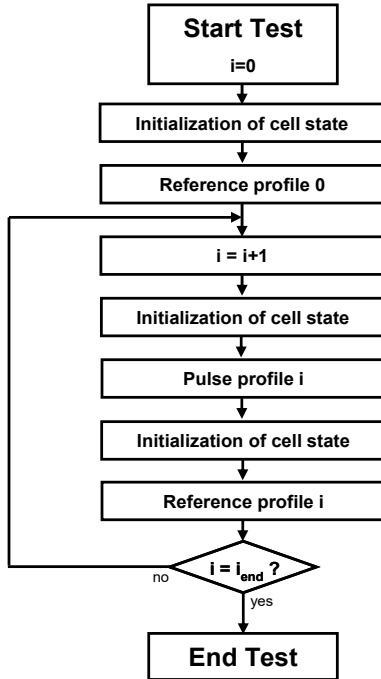 Start Test
i=0
Initialization of cell state
Reference profile 0
i = i+1
Initialization of cell state
Pulse profile i
Initialization of cell state
Reference profile i
i = i_end ?
no
yes
End Test